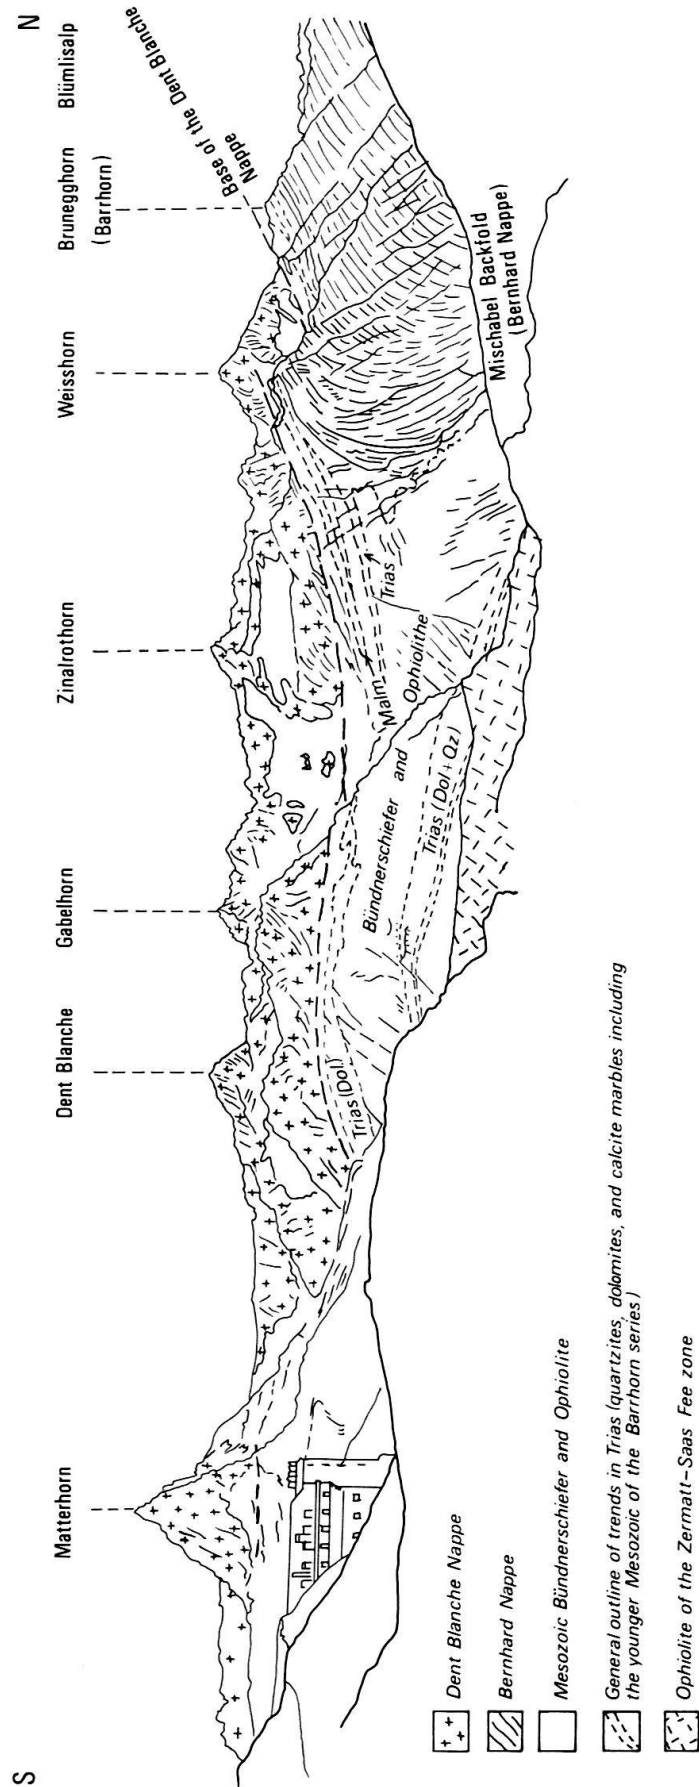 S
N
Matterhorn
Dent Blanche
Gabelhorn
Zinalrothorn
Weisshorn
Brunegghorn
(Barrhorn)
Blümlisalp
Base of the Dent Blanche
Nappe
Trias (Dol)
Bündnerschiefer and Ophiolithe
Trias (Dol + Qz)
Malm
Trias
Mischabel Backfold
(Bernhard Nappe)
Dent Blanche Nappe
Bernhard Nappe
Mesozoic Bündnerschiefer and Ophiolite
General outline of trends in Trias (quartzites, dolomites, and calcite marbles including
the younger Mesozoic of the Barrhorn series)
Ophiolite of the Zermatt–Saas Fee zone